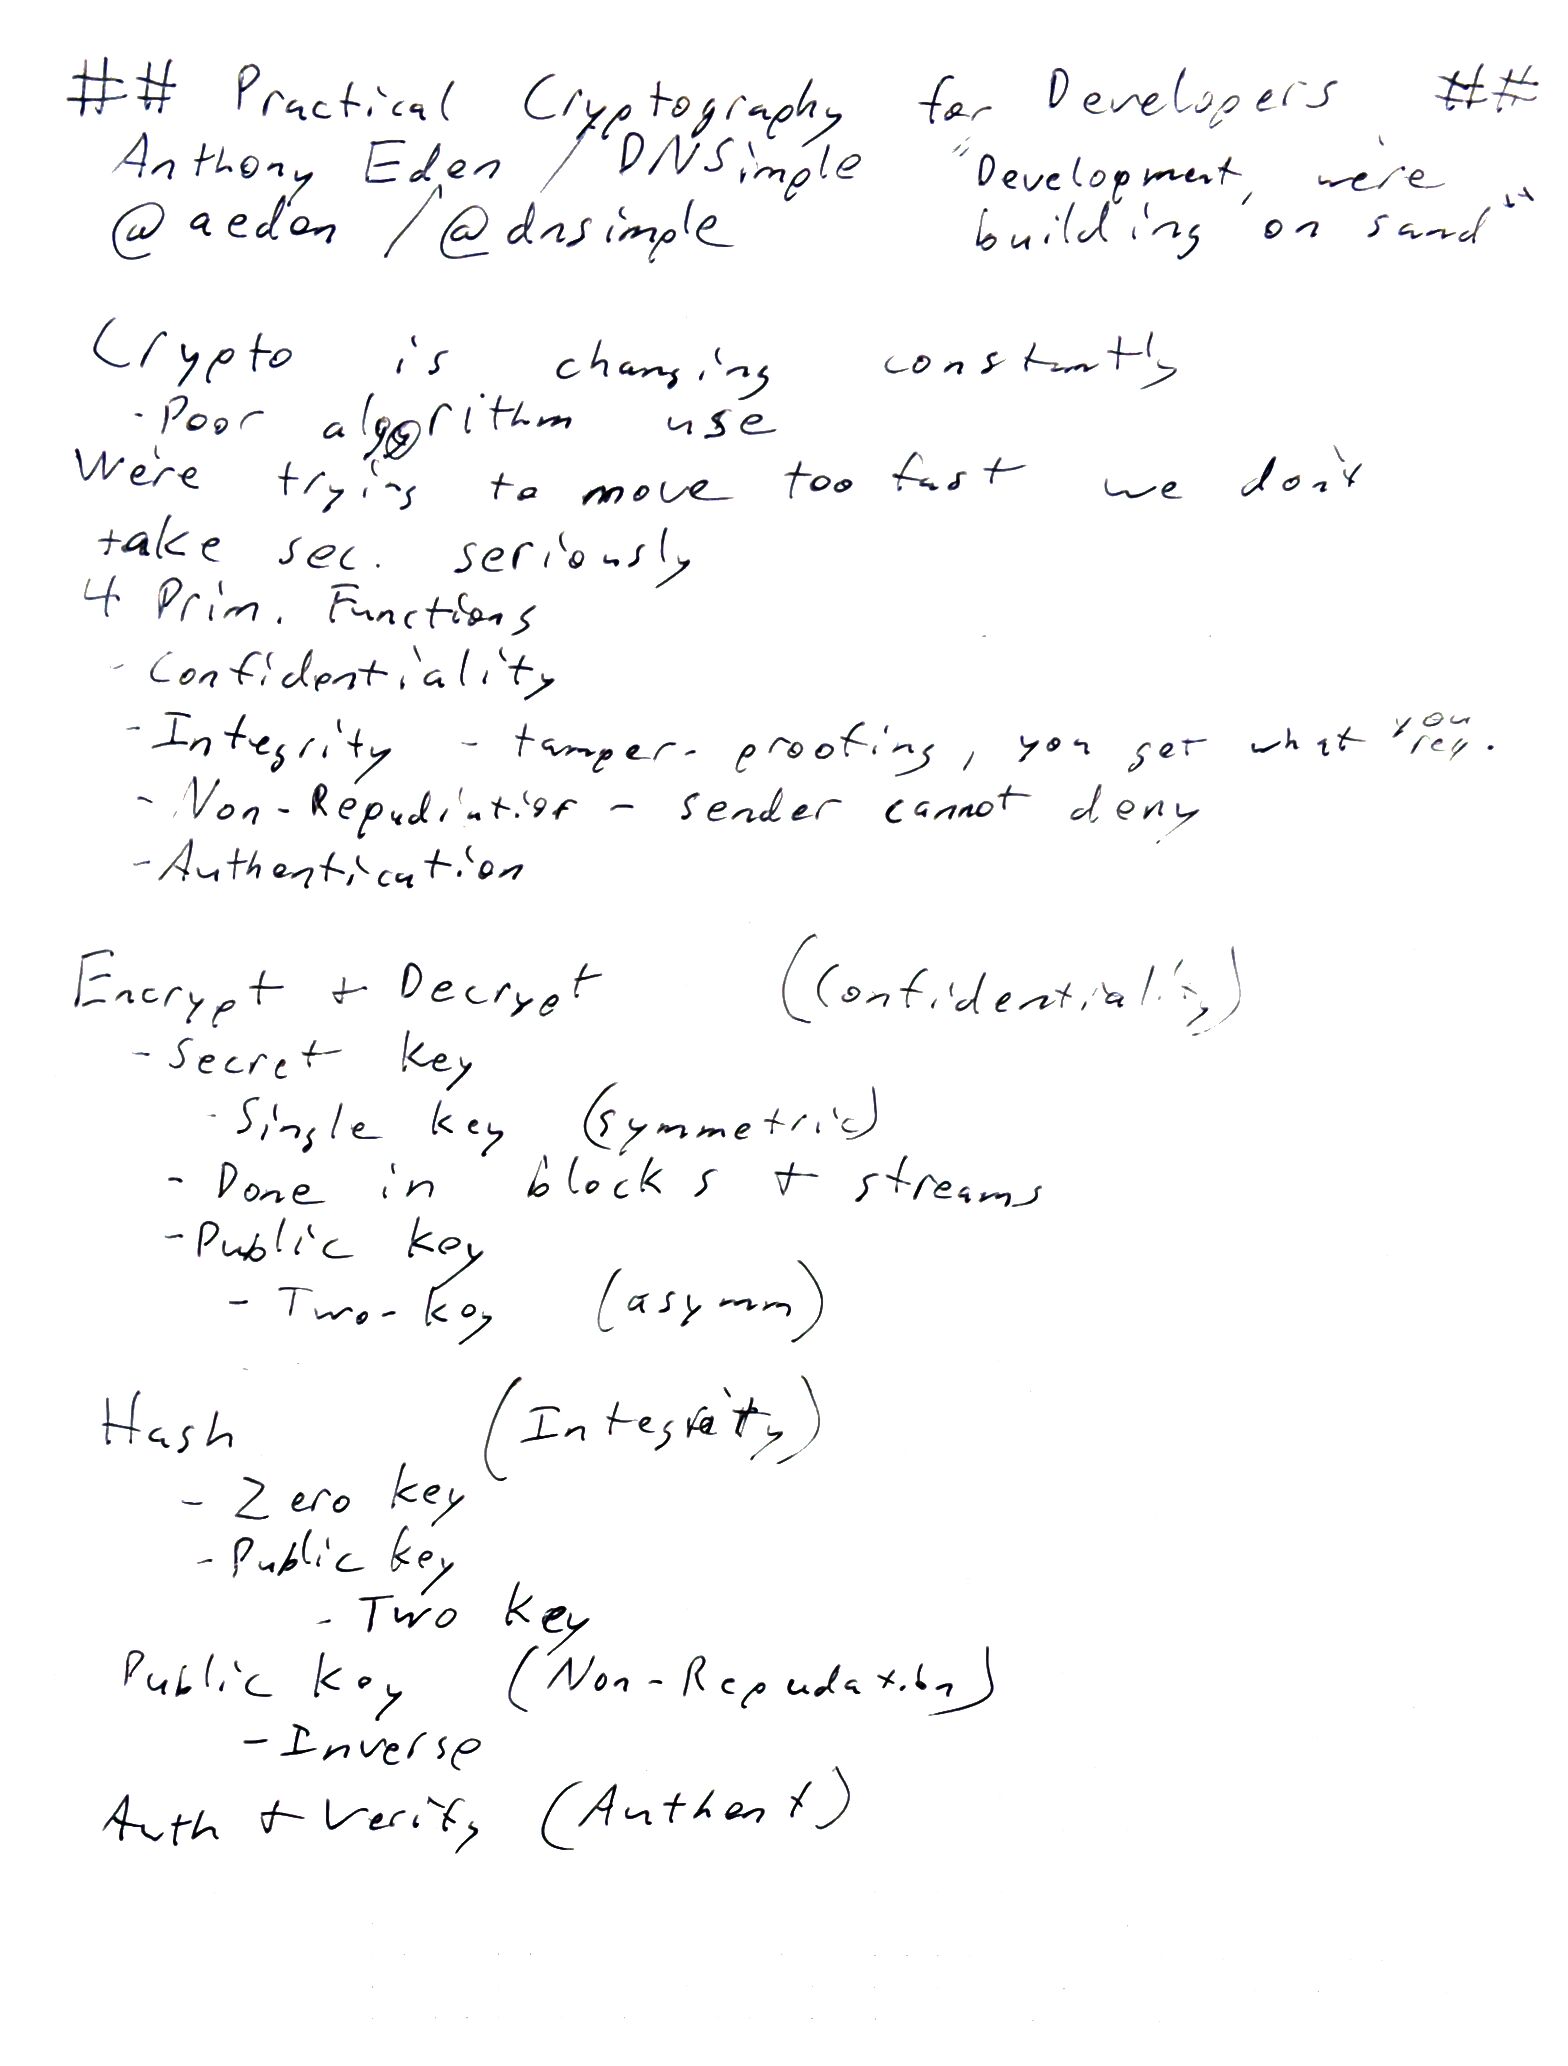 ## Practical Cryptography for Developers ##
Anthony Eden / DNSimple
"Development, we're
@aeden / @dnsimple
building on sand"
Crypto is changing constantly
- Poor algorithm use
We're trying to move too fast we don't
take sec. seriously
4 Prim. Functions
- Confidentiality
- Integrity - tamper-proofing, you get what you req.
- Non-Repudiation - sender cannot deny
- Authentication
Encrypt + Decrypt (Confidentiality)
- Secret key
- Single key (symmetric)
- Done in blocks + streams
- Public key
- Two-key (asymm)
Hash (Integrity)
- Zero key
- Public key
- Two key
Public key (Non-Repudation)
- Inverse
Auth + Verify (Authent)